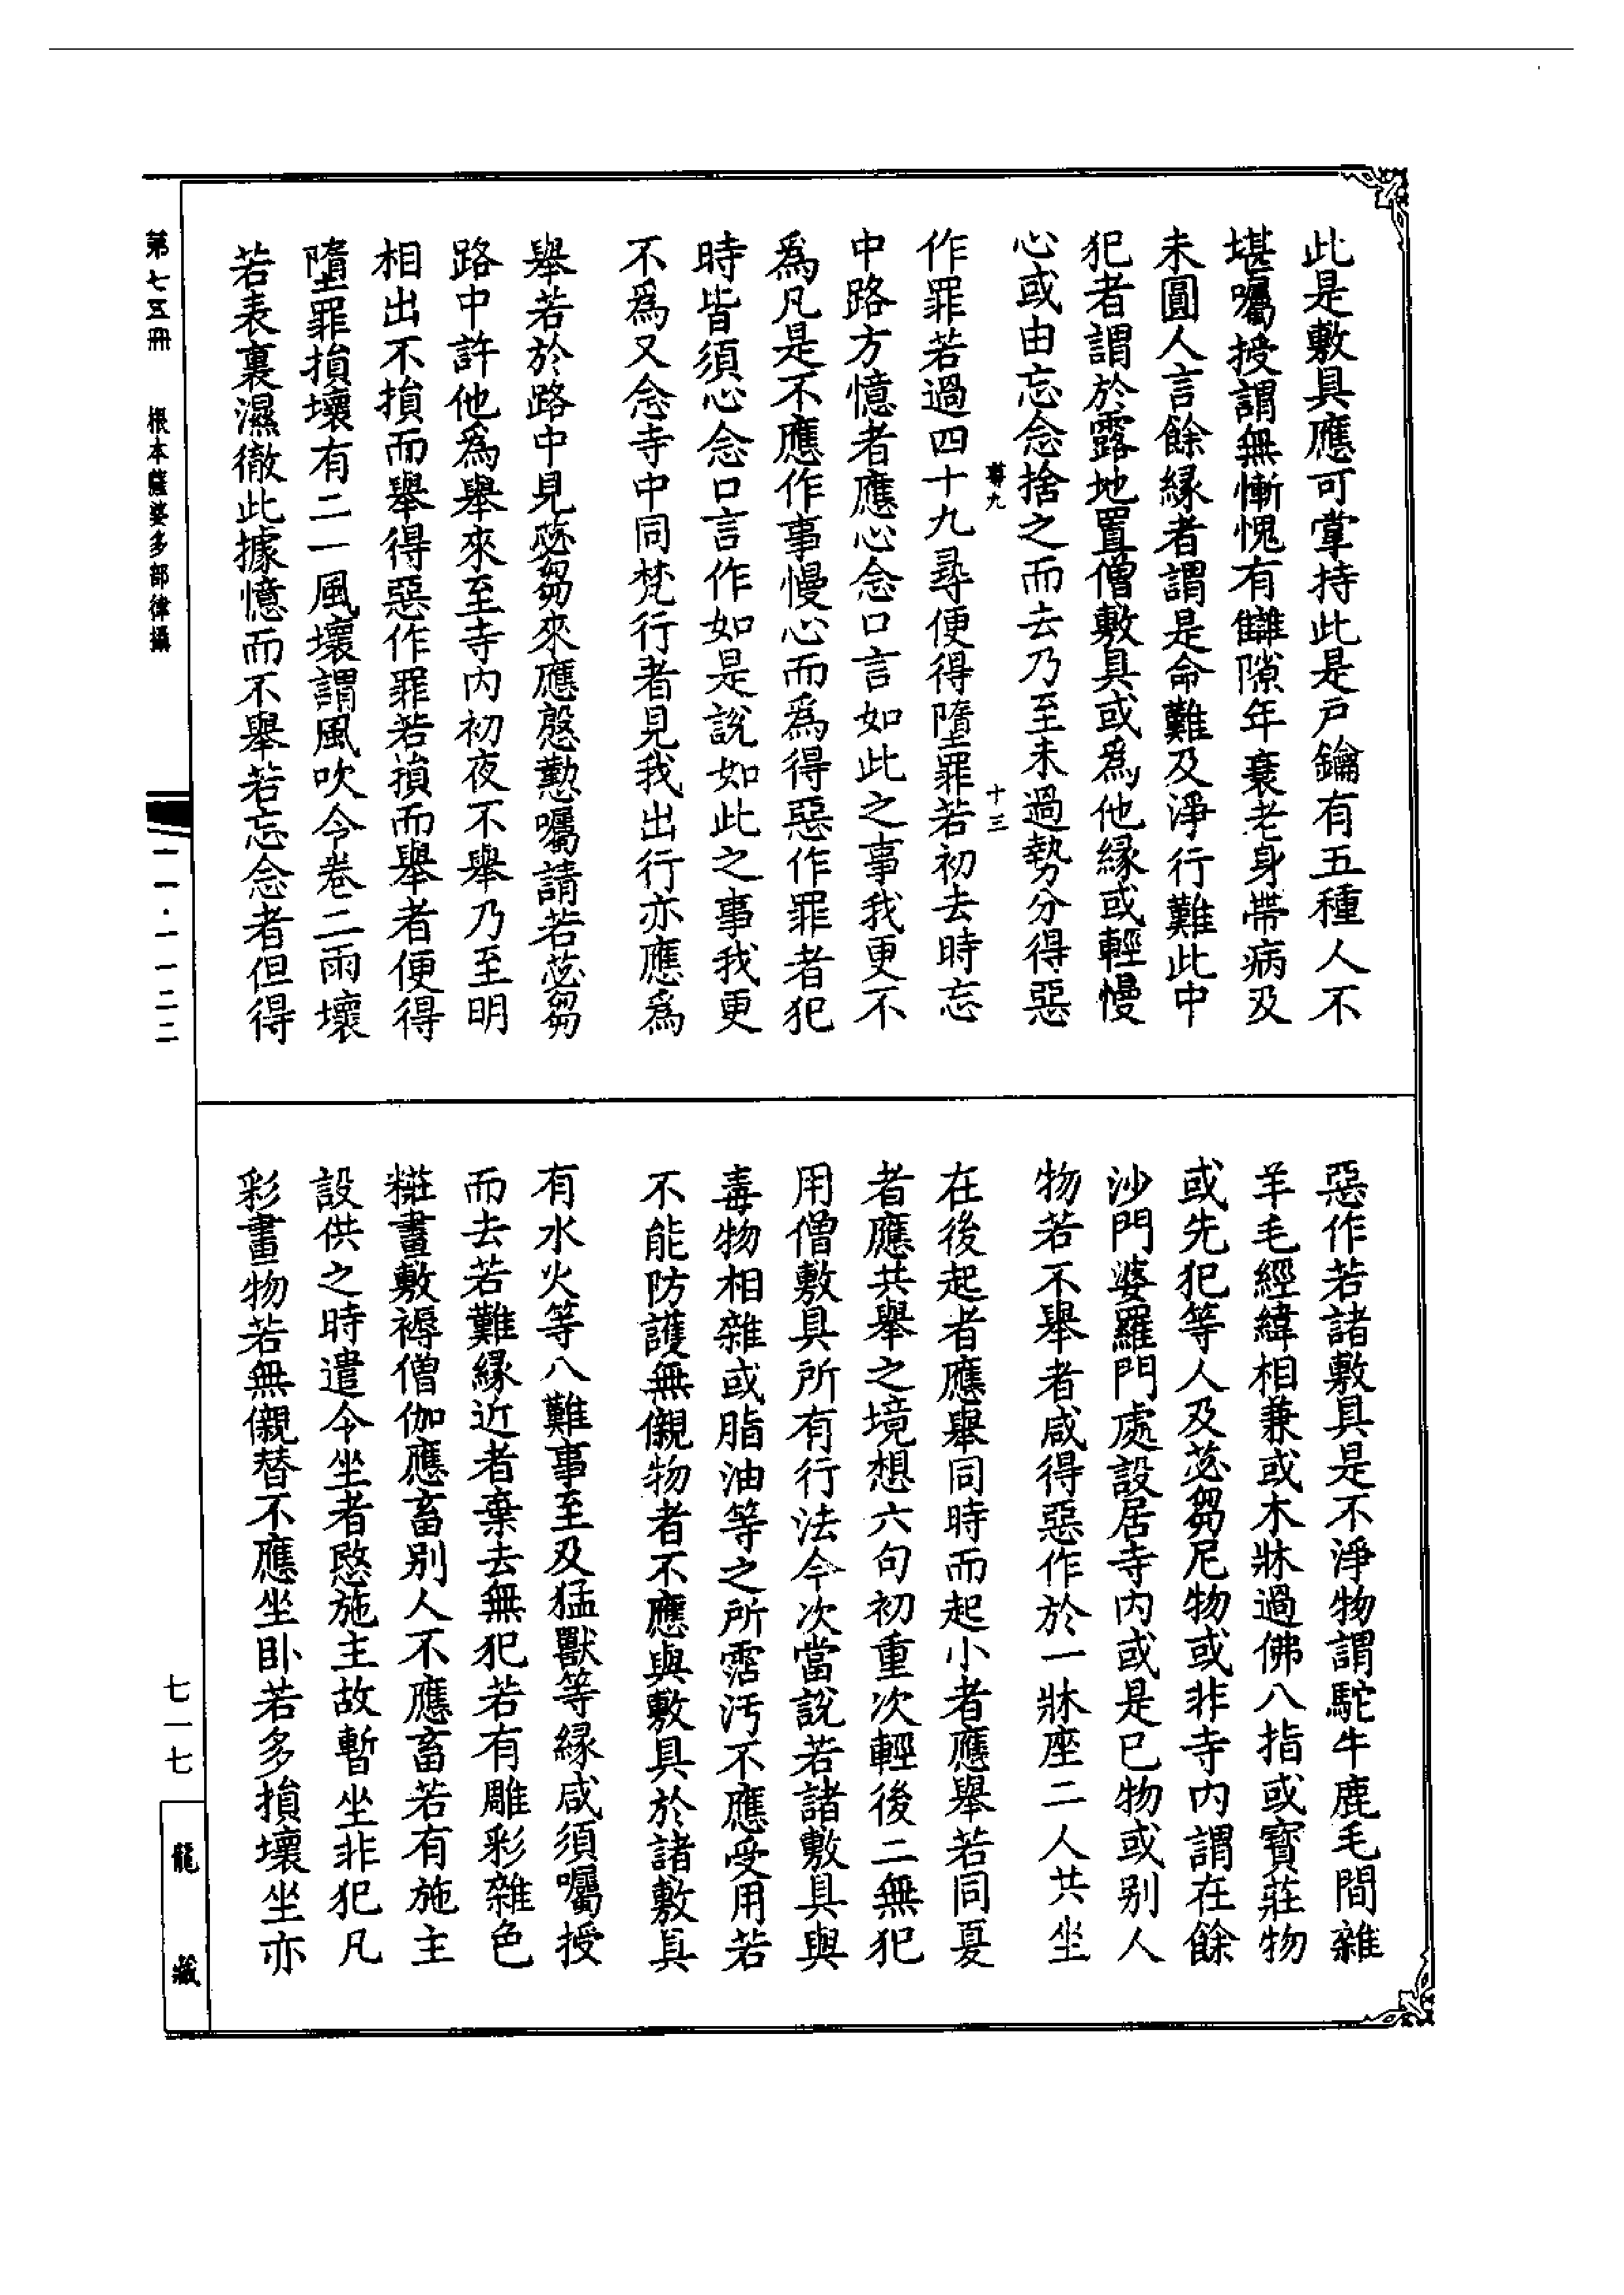 此是敷具應可掌持此是戸鑰有五種人不
堪囑授謂無慚愧有讎隙年衰老身帶病及
未圓人言餘緣者謂是命難及淨行難此中
犯者謂於露地置僧敷具或爲他緣或輕慢
心或由忘念捨之而去乃至未過勢分得惡
尊九
十三
作罪若過四十九尋便得墮罪若初去時忘
中路方憶者應心念口言如此之事我更不
爲凡是不應作事慢心而爲得惡作罪者犯
時皆須心念口言作如是說如此之事我更
不爲又念寺中同梵行者見我出行亦應爲
舉若於路中見苾芻來應慇懃囑請若苾芻
路中許他爲舉來至寺内初夜不舉乃至明
相出不損而舉得惡作罪若損而舉者便得
墮罪損壞有二一風壞謂風吹令卷二雨壞
若表裏濕徹此據憶而不舉若忘念者但得
惡作若諸敷具是不淨物謂駝牛鹿毛間雜
羊毛經緯相兼或木牀過佛八指或寶莊物
或先犯等人及苾芻尼物或非寺内謂在餘
沙門婆羅門處設居寺内或是已物或别人
物若不舉者咸得惡作於一牀座二人共坐
在後起者應舉同時而起小者應舉若同夏
者應共舉之境想六句初重次輕後二無犯
用僧敷具所有行法今次當說若諸敷具與
毒物相雜或脂油等之所霑汚不應受用若
不能防護無儭物者不應與敷具於諸敷具
有水火等八難事至及猛獸等緣咸須囑授
而去若難緣近者棄去無犯若有雕彩雜色
糚畫敷褥僧伽應畜别人不應畜若有施主
設供之時遣令坐者愍施主故暫坐非犯凡
彩畫物若無儭替不應坐卧若多損壞坐亦
第七五冊
根本薩婆多部律攝
一一·一一二二
七一七
龍藏